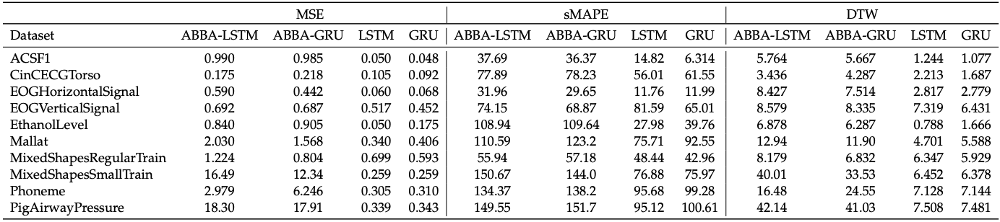 MSE sMAPE DTW
Dataset ABBA-LSTM ABBA-GRU LSTM GRU ABBA-LSTM ABBA-GRU LSTM GRU ABBA-LSTM ABBA-GRU LSTM GRU
ACSF1 0.990 0.985 0.050 0.048 37.69 36.37 14.82 6.314 5.764 5.667 1.244 1.077
CinCECGTorso 0.175 0.218 0.105 0.092 77.89 78.23 56.01 61.55 3.436 4.287 2.213 1.687
EOGHorizontalSignal 0.590 0.442 0.060 0.068 31.96 29.65 11.76 11.99 8.427 7.514 2.817 2.779
EOGVerticalSignal 0.692 0.687 0.517 0.452 74.15 68.87 81.59 65.01 8.579 8.335 7.319 6.431
EthanolLevel 0.840 0.905 0.050 0.175 108.94 109.64 27.98 39.76 6.878 6.287 0.788 1.666
Mallat 2.030 1.568 0.340 0.406 110.59 123.2 75.71 92.55 12.94 11.90 4.701 5.588
MixedShapesRegularTrain 1.224 0.804 0.699 0.593 55.94 57.18 48.44 42.96 8.179 6.832 6.347 5.929
MixedShapesSmallTrain 16.49 12.34 0.259 0.259 150.67 144.0 76.88 75.97 40.01 33.53 6.452 6.378
Phoneme 2.979 6.246 0.305 0.310 134.37 138.2 95.68 99.28 16.48 24.55 7.128 7.144
PigAirwayPressure 18.30 17.91 0.339 0.343 149.55 151.7 95.12 100.61 42.14 41.03 7.508 7.481